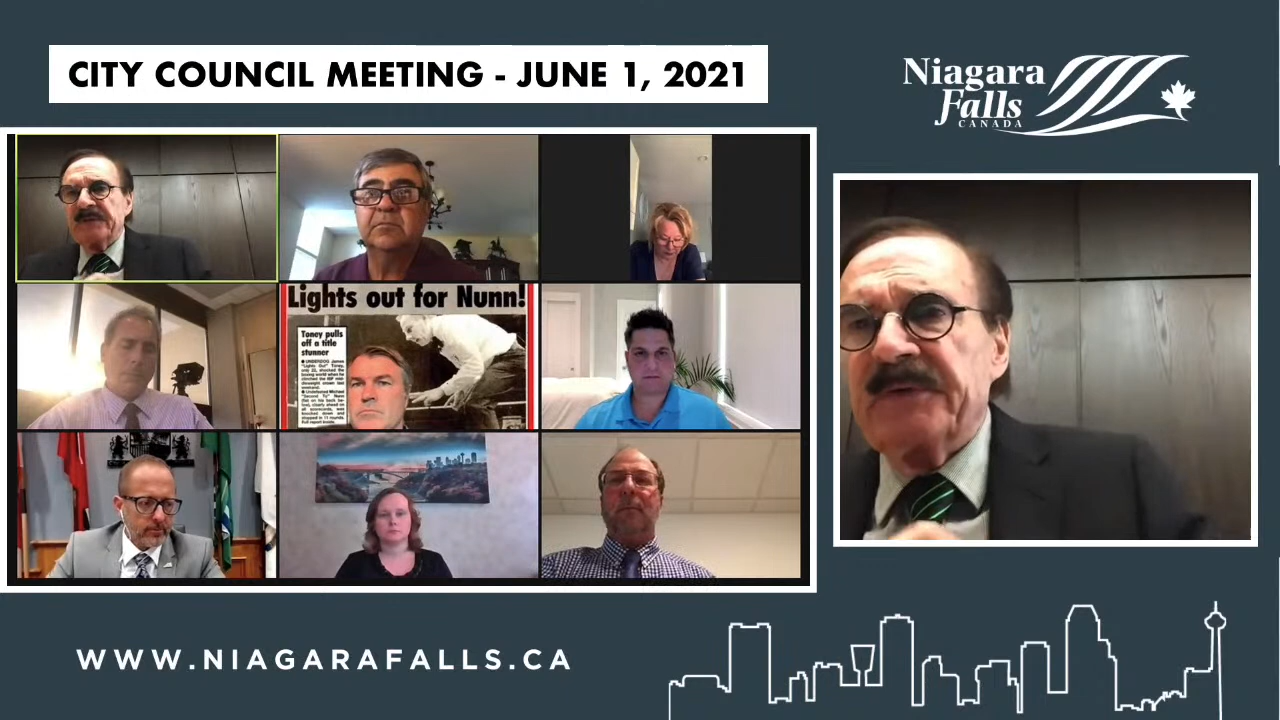 CITY COUNCIL MEETING - JUNE 1, 2021
Niagara
Falls
CANADA
Lights out for Nunn!
Toney pulls
off a title
stunner
WWW.NIAGARAFALLS.CA